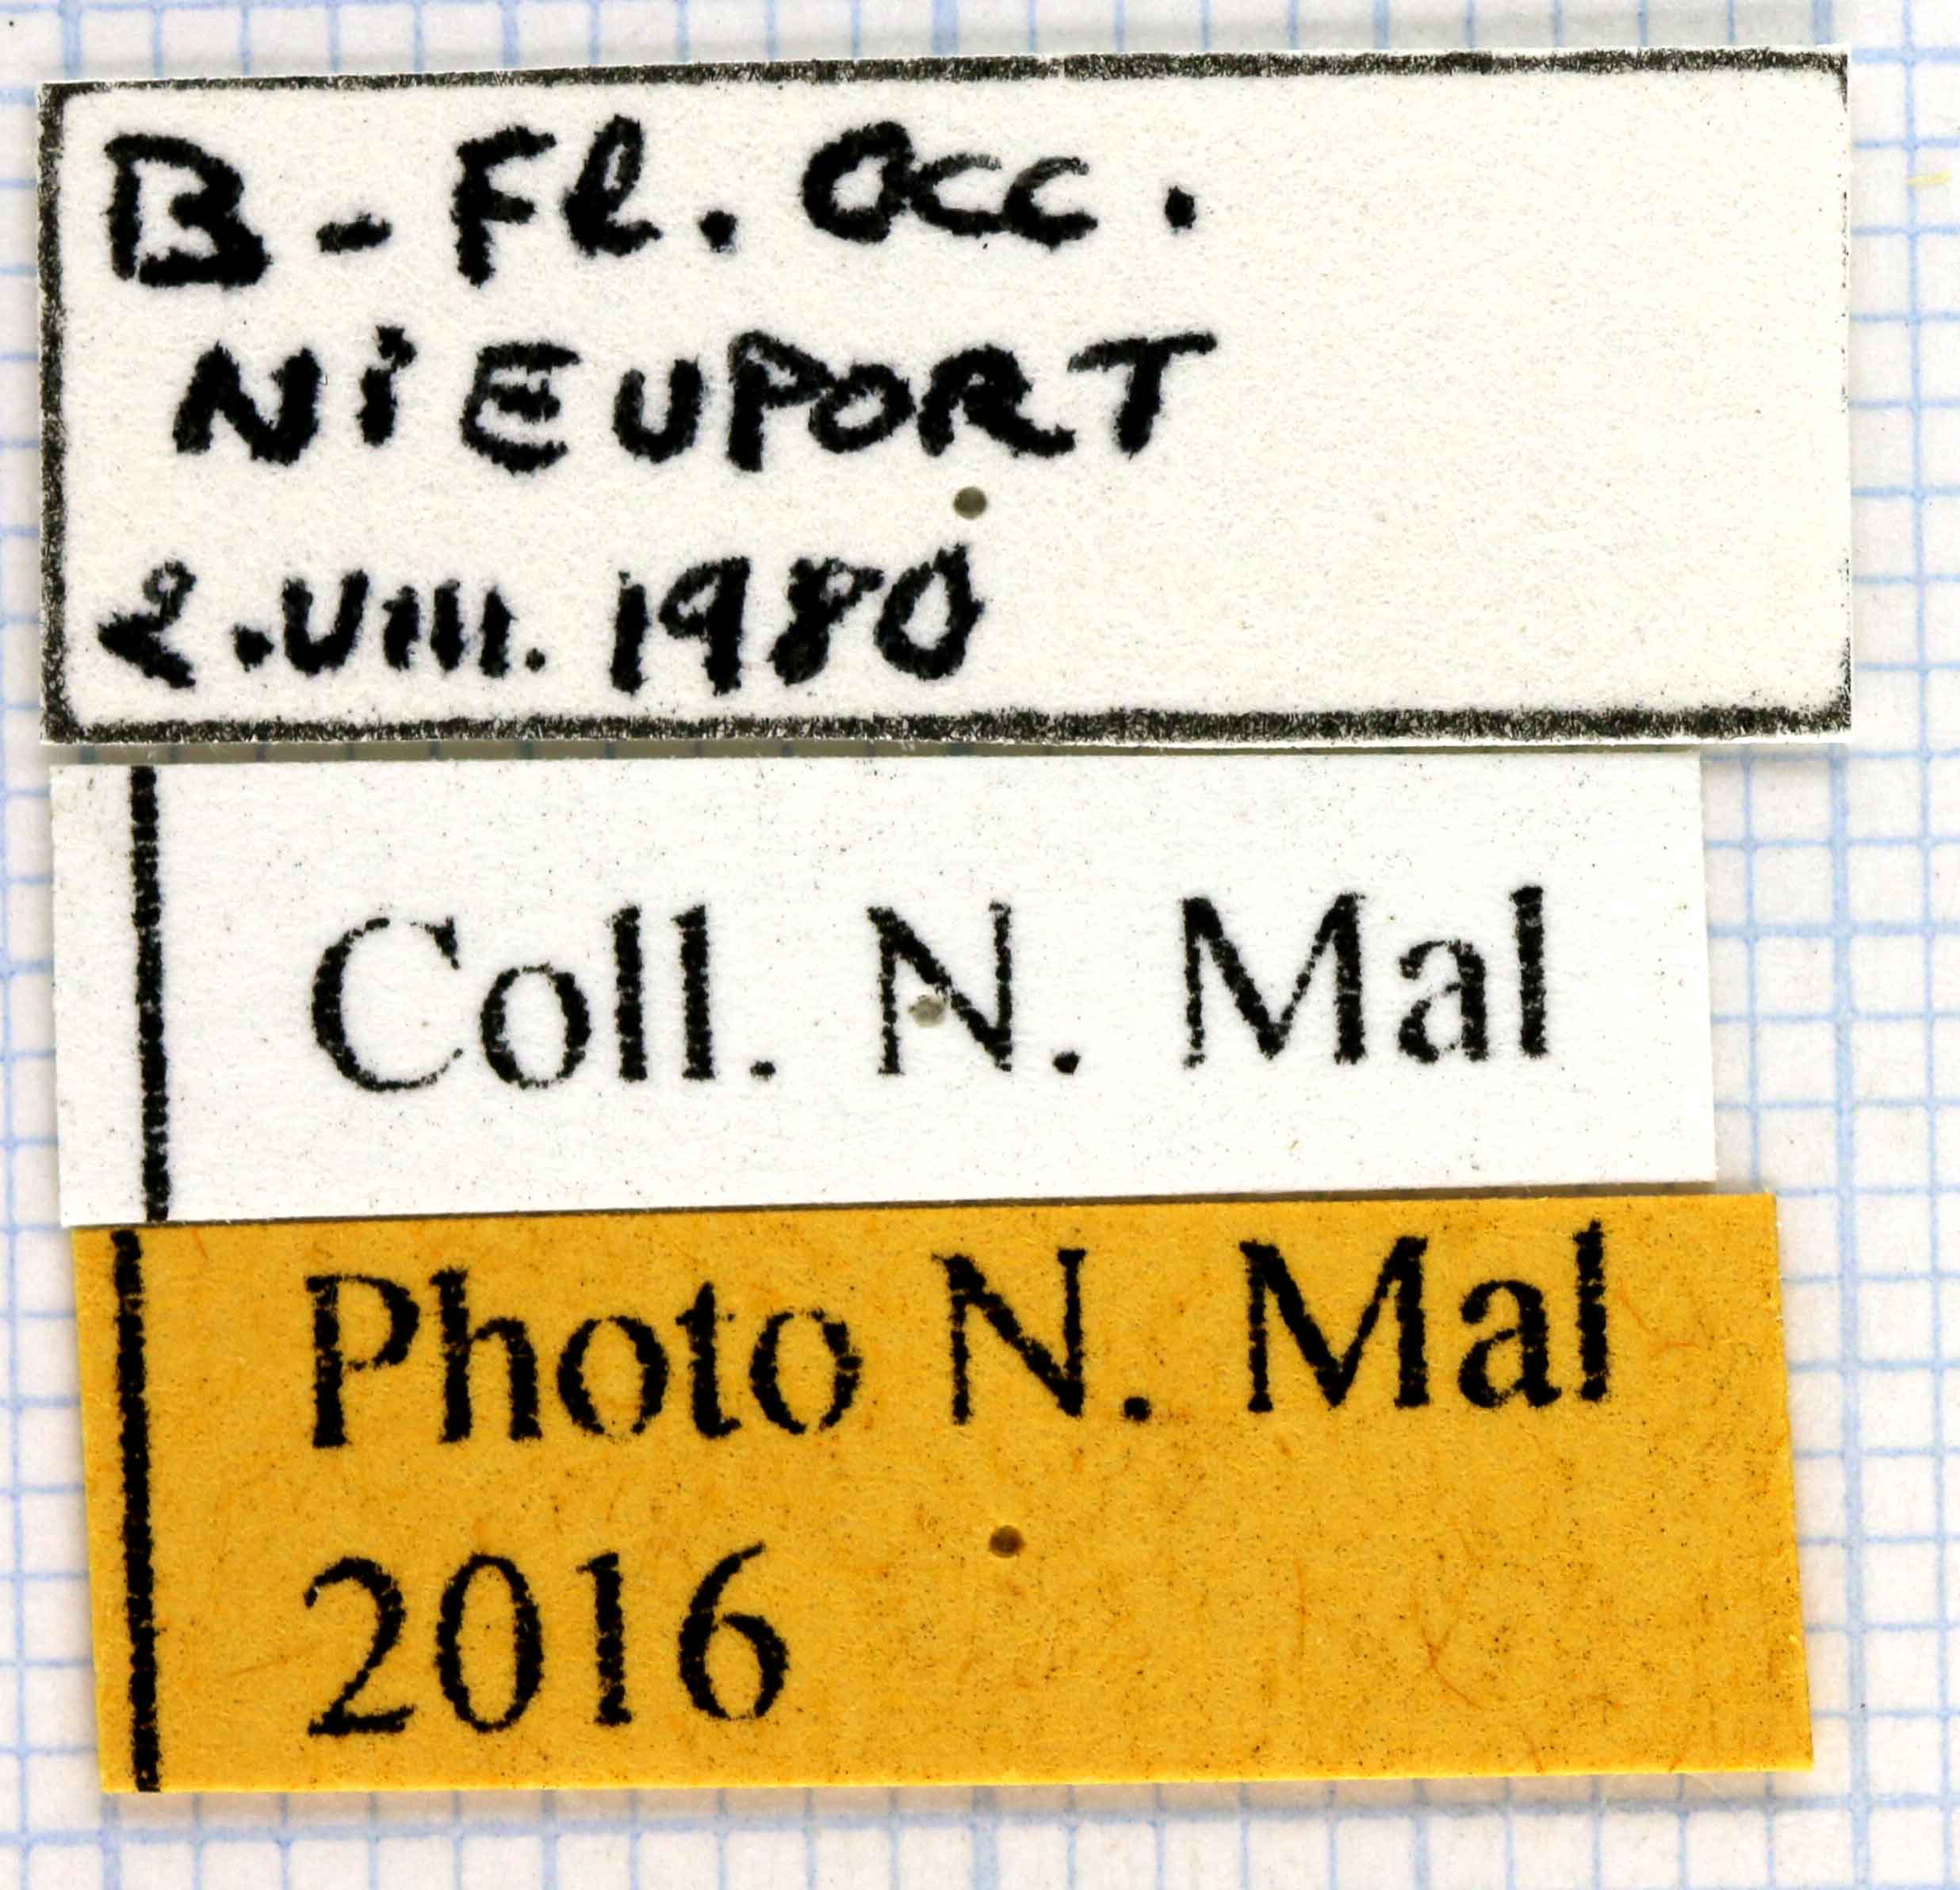 B-Fl. Occ.
NiEUPORT
2.VIII. 1980
Coll. N. Mal
Photo N. Mal
2016